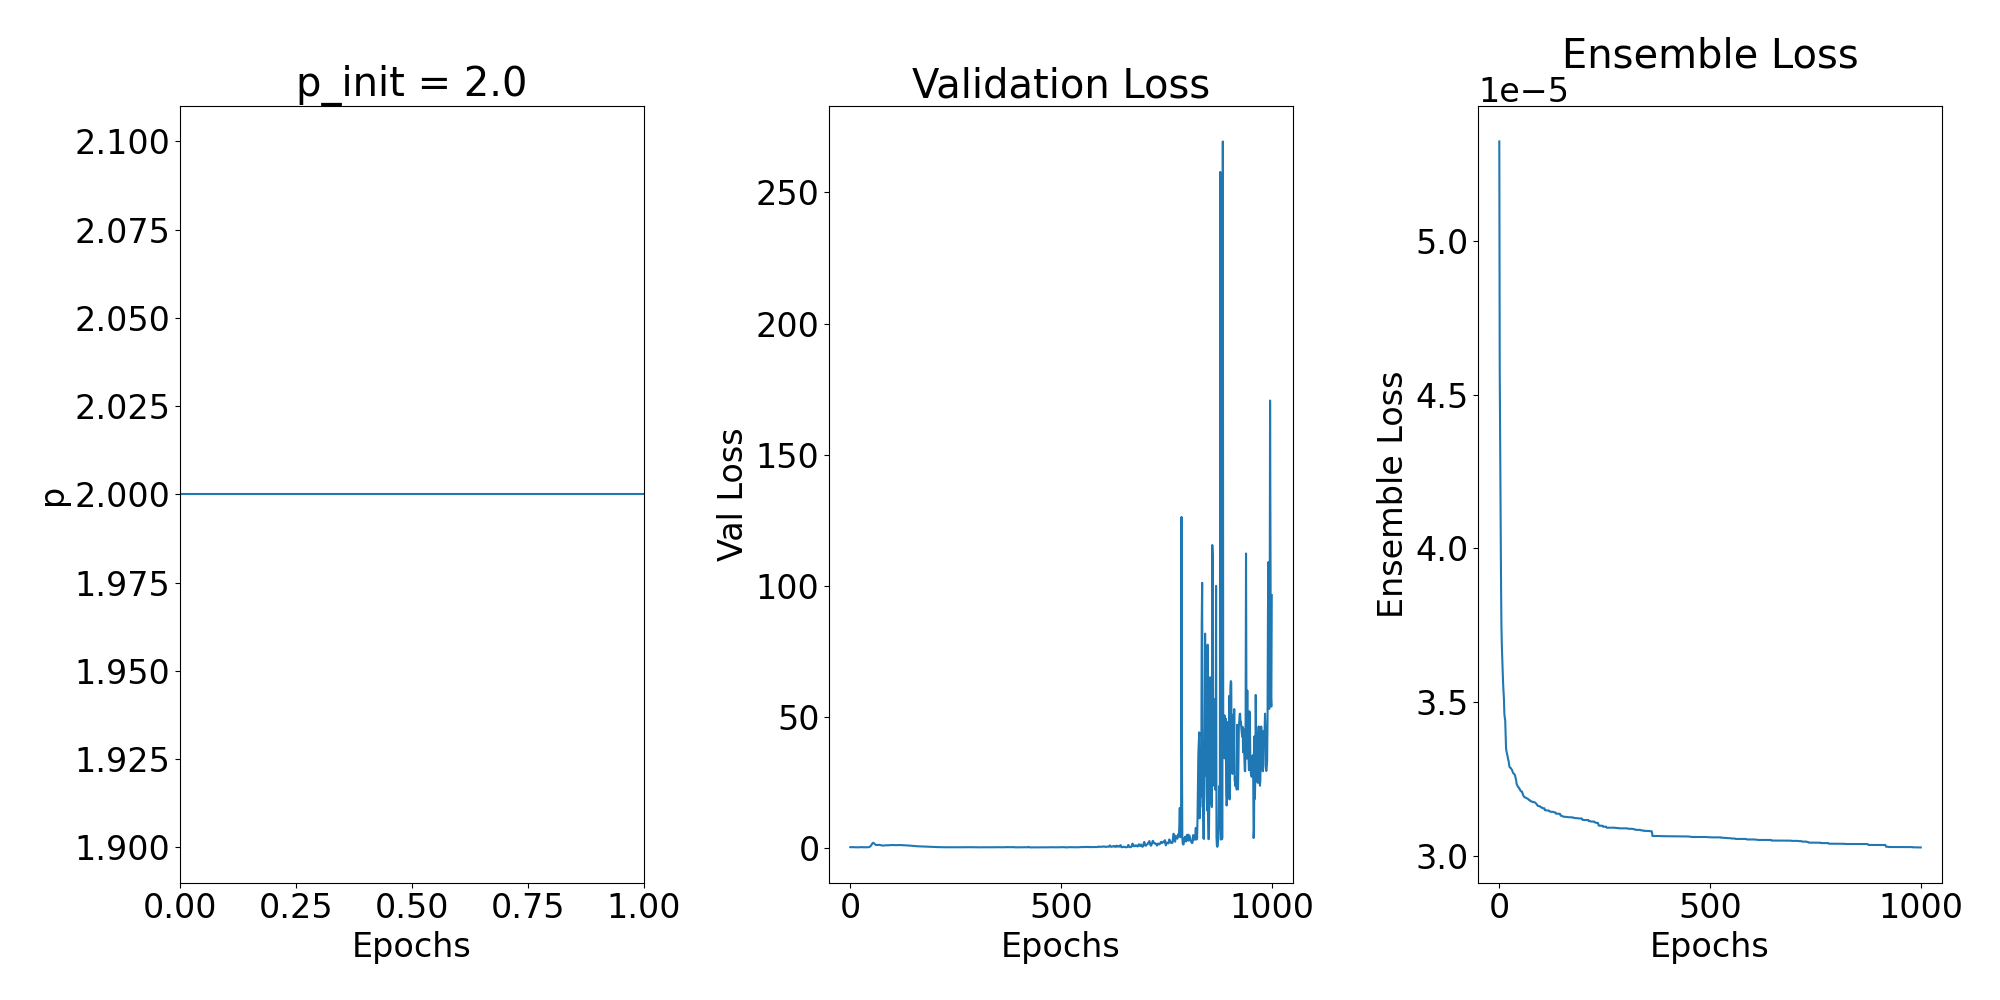 p_init = 2.0
2.100
2.075
2.050
2.025
2.000
1.975
1.950
1.925
1.900
p
0.00 0.25 0.50 0.75 1.00
Epochs
Validation Loss
250
200
150
100
50
0
Val Loss
0 500 1000
Epochs
Ensemble Loss
1e−5
5.0
4.5
4.0
3.5
3.0
Ensemble Loss
0 500 1000
Epochs